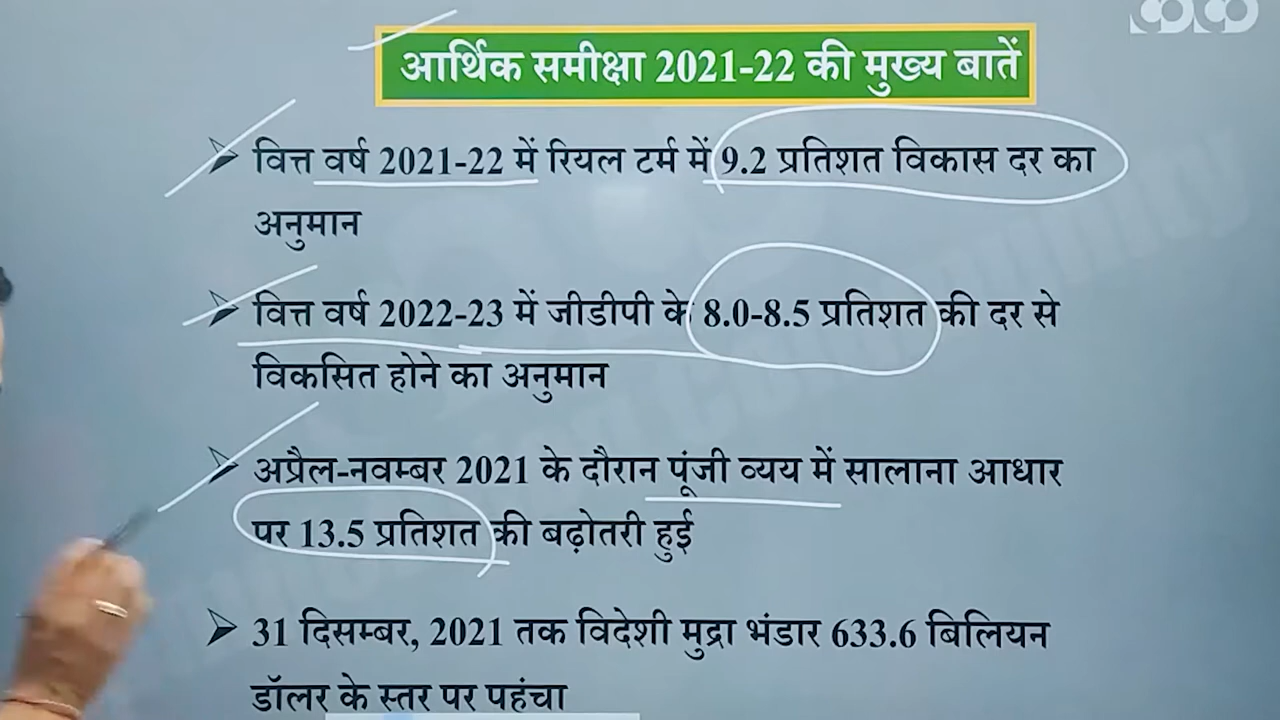 आर्थिक समीक्षा 2021-22 की मुख्य बातें
वित्त वर्ष 2021-22 में रियल टर्म में 9.2 प्रतिशत विकास दर का
अनुमान
वित्त वर्ष 2022-23 में जीडीपी के 8.0-8.5 प्रतिशत की दर से
विकसित होने का अनुमान
अप्रैल-नवम्बर 2021 के दौरान पूंजी व्यय में सालाना आधार
पर 13.5 प्रतिशत की बढ़ोतरी हुई
31 दिसम्बर, 2021 तक विदेशी मुद्रा भंडार 633.6 बिलियन
डॉलर के स्तर पर पहुंचा